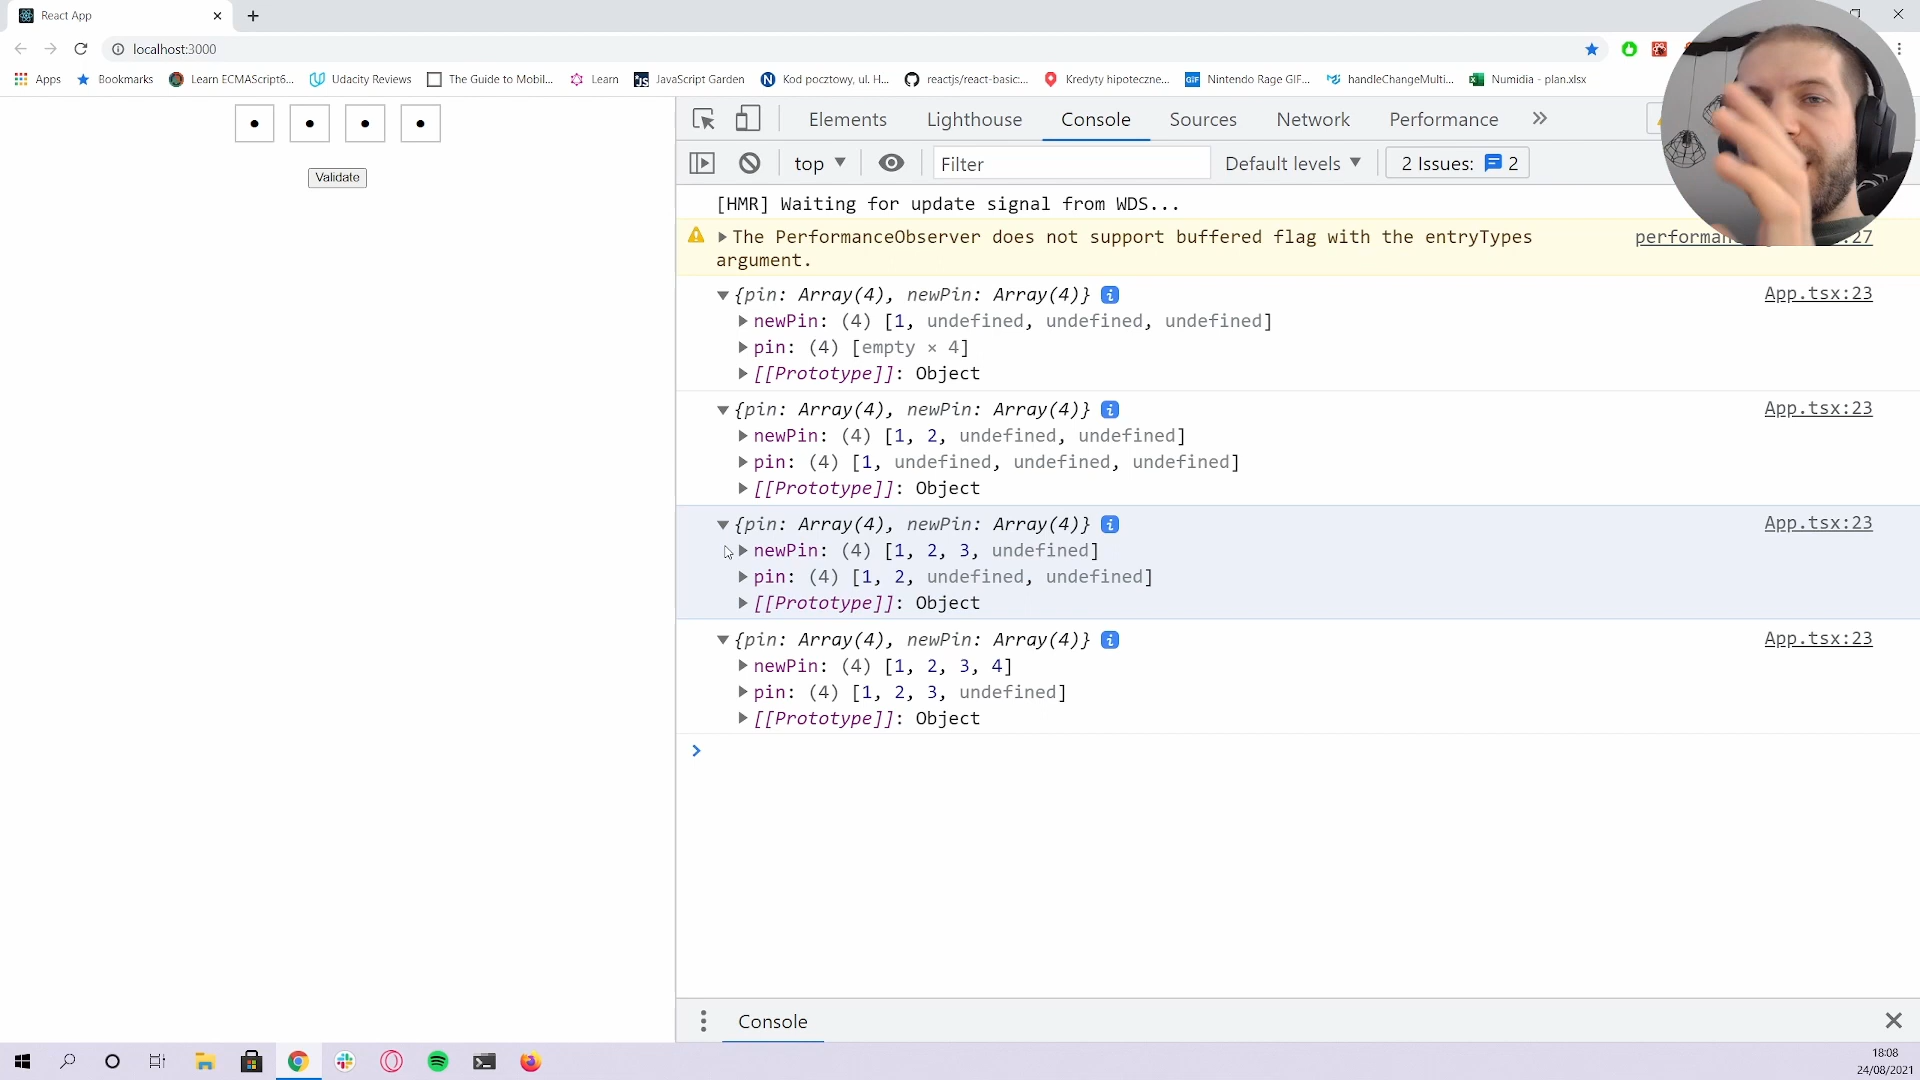 React App
localhost:3000
Apps Bookmarks Learn ECMAScript6... Udacity Reviews The Guide to Mobil... Learn JavaScript Garden Kod pocztowy, ul. H... reactjs/react-basic:... Kredyty hipoteczne... GIF Nintendo Rage GIF... handleChangeMulti... Numidia - plan.xlsx
Validate
Elements Lighthouse Console Sources Network Performance
top Filter Default levels 2 Issues: 2
[HMR] Waiting for update signal from WDS...
The PerformanceObserver does not support buffered flag with the entryTypes
argument.
{pin: Array(4), newPin: Array(4)} i App.tsx:23
newPin: (4) [1, undefined, undefined, undefined]
pin: (4) [empty × 4]
[[Prototype]]: Object
{pin: Array(4), newPin: Array(4)} i App.tsx:23
newPin: (4) [1, 2, undefined, undefined]
pin: (4) [1, undefined, undefined, undefined]
[[Prototype]]: Object
{pin: Array(4), newPin: Array(4)} i App.tsx:23
newPin: (4) [1, 2, 3, undefined]
pin: (4) [1, 2, undefined, undefined]
[[Prototype]]: Object
{pin: Array(4), newPin: Array(4)} i App.tsx:23
newPin: (4) [1, 2, 3, 4]
pin: (4) [1, 2, 3, undefined]
[[Prototype]]: Object
Console
18:08
24/08/2021